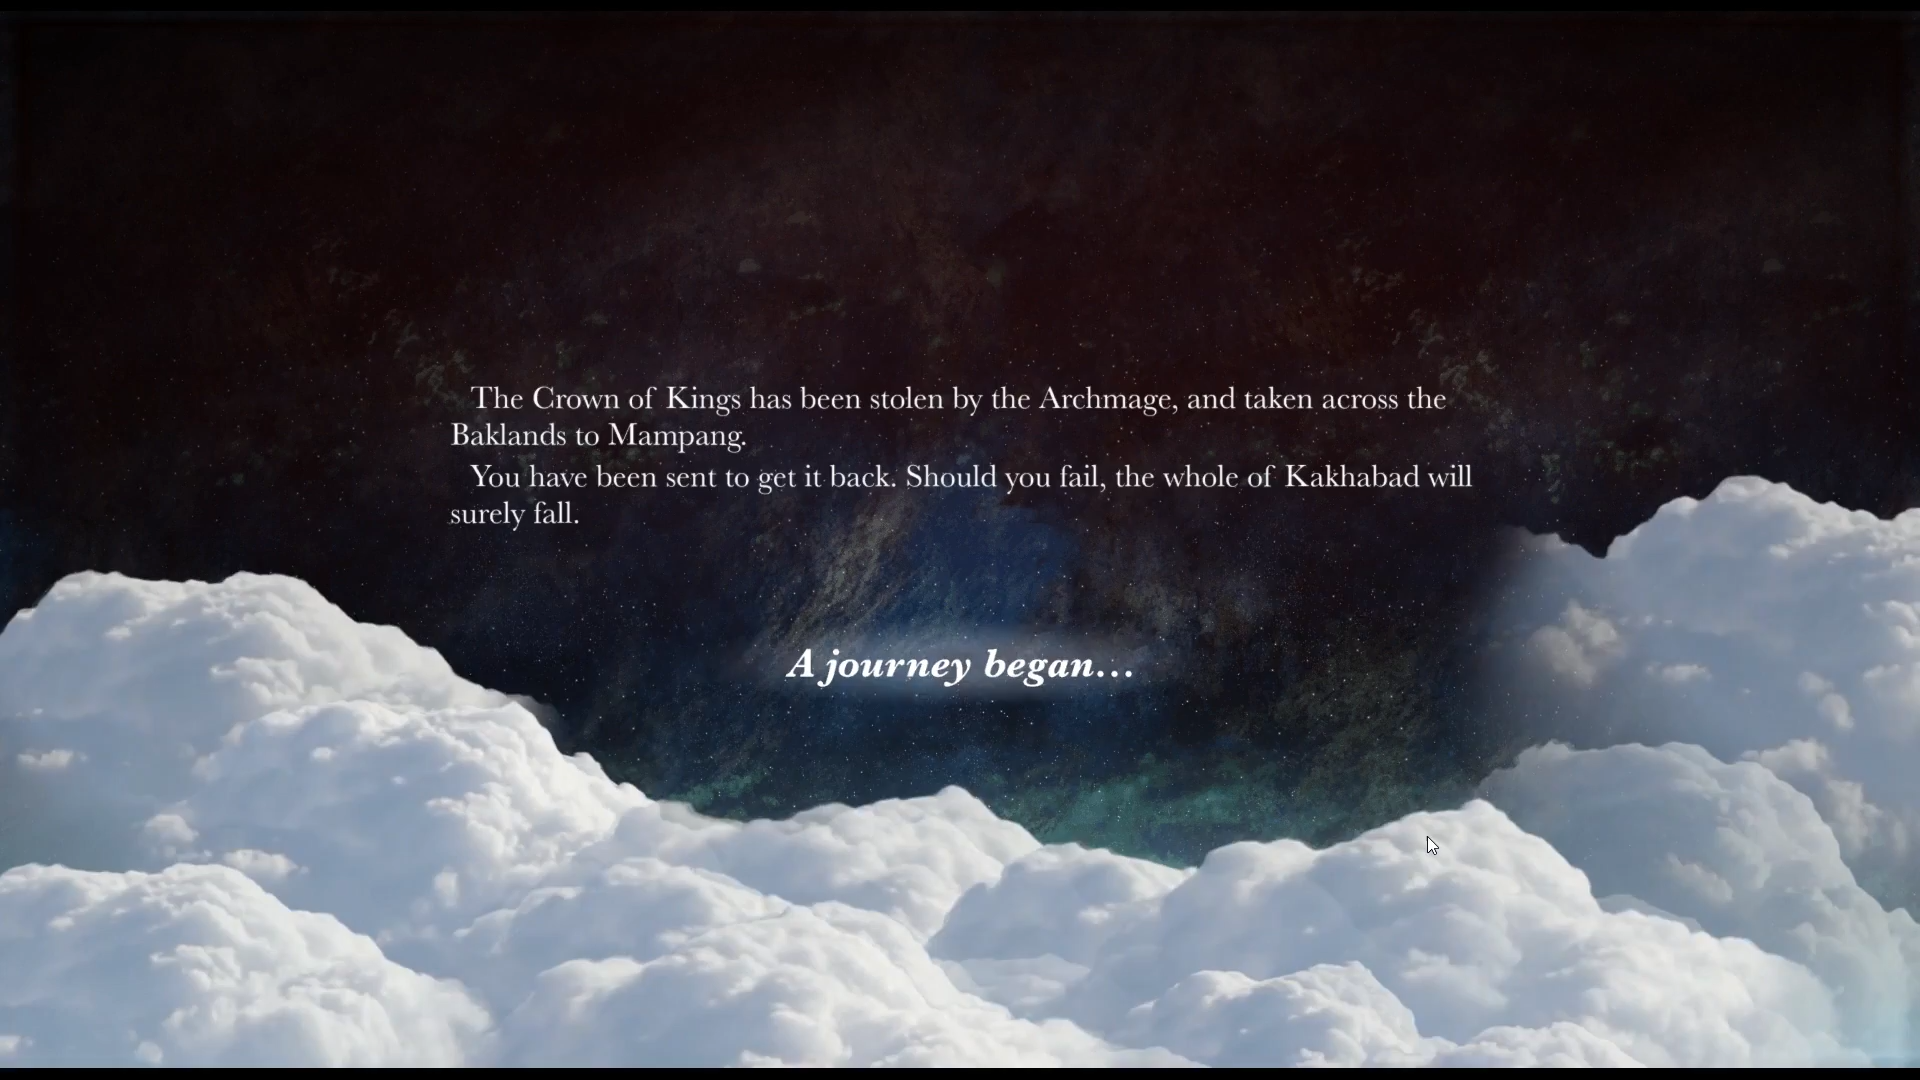 The Crown of Kings has been stolen by the Archmage, and taken across the
Baklands to Mampang.
You have been sent to get it back. Should you fail, the whole of Kakhabad will
surely fall.
A journey began...